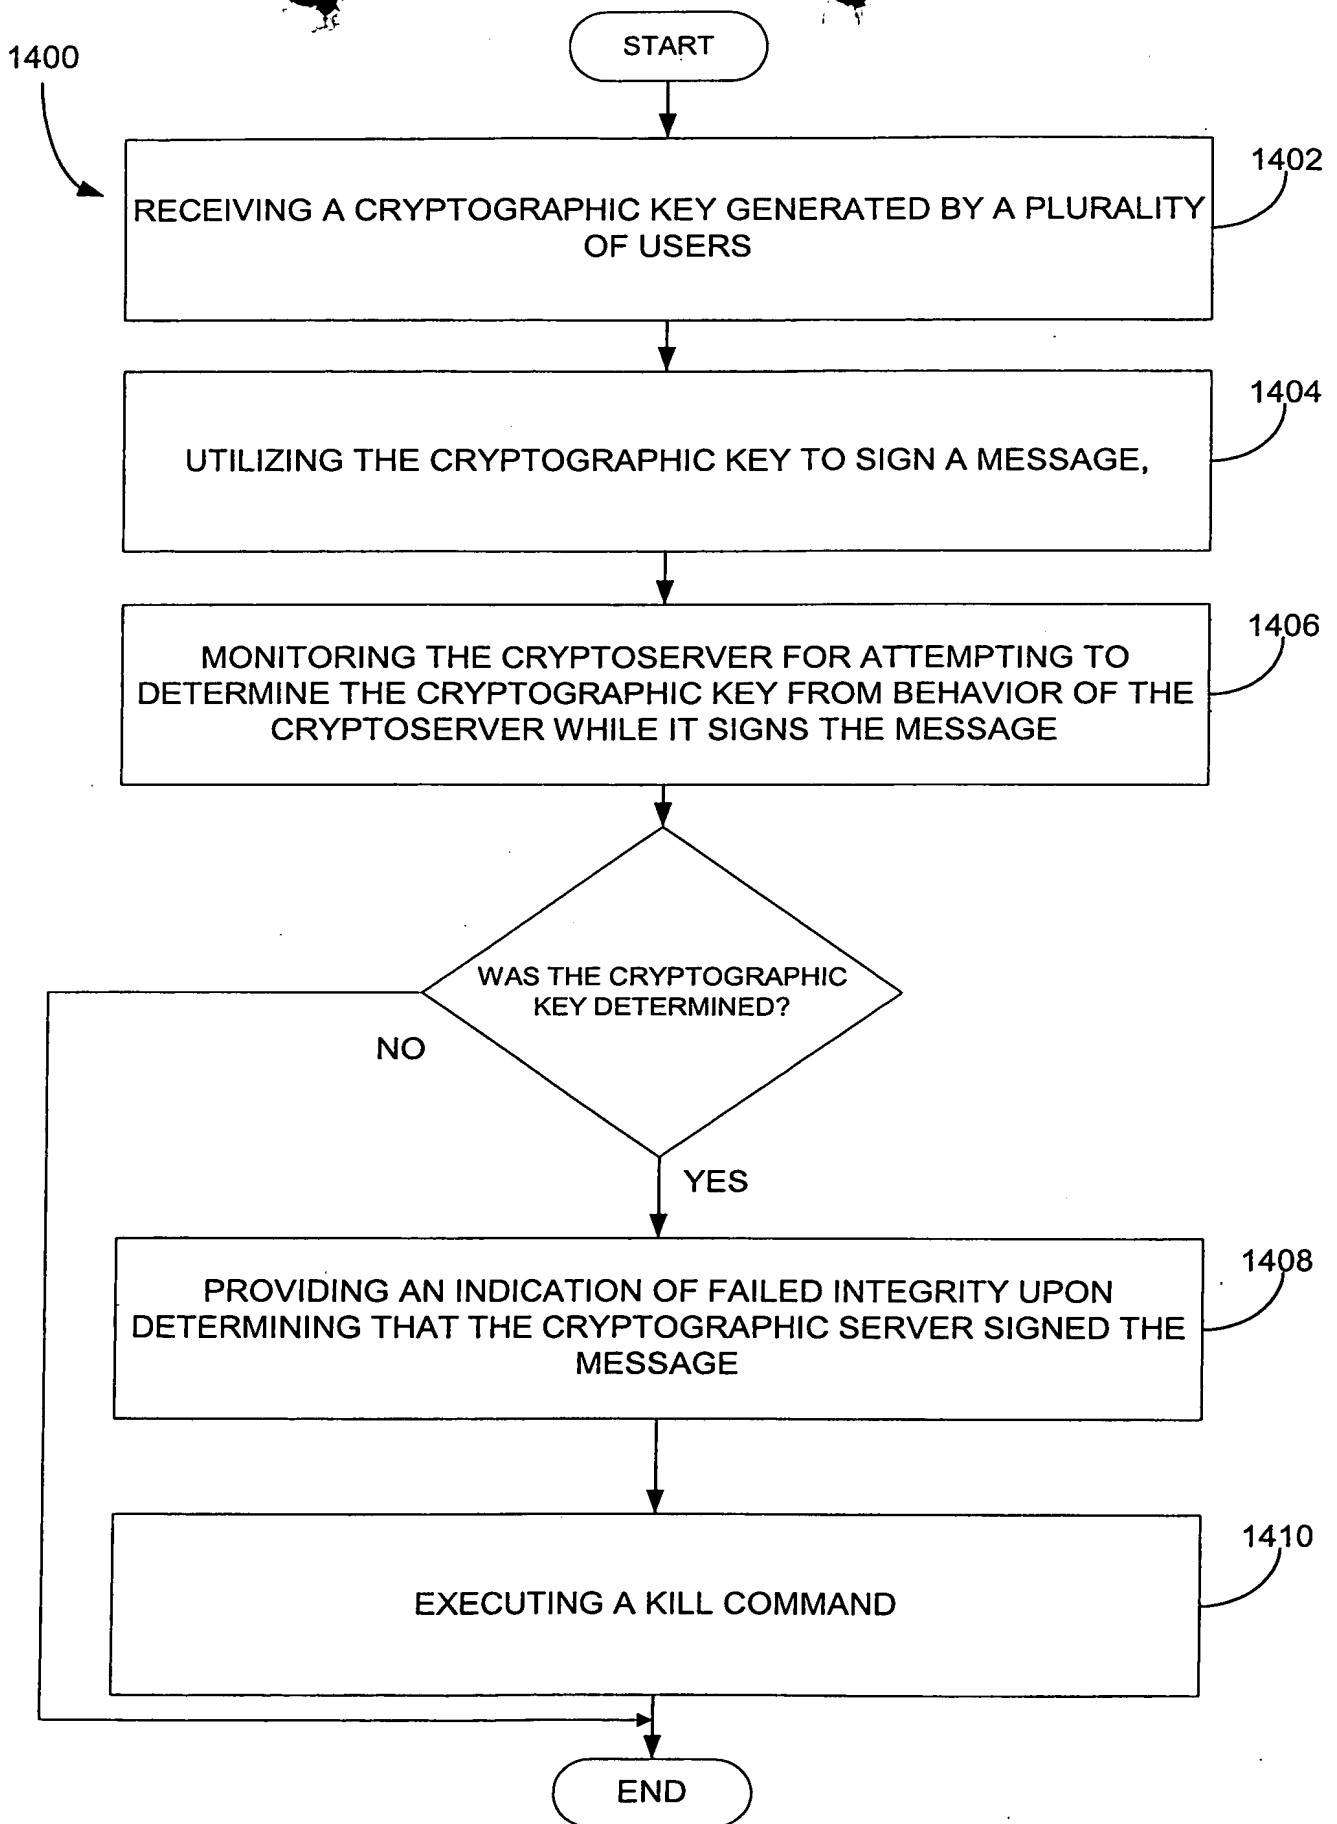 START
1400
1402
RECEIVING A CRYPTOGRAPHIC KEY GENERATED BY A PLURALITY
OF USERS
1404
UTILIZING THE CRYPTOGRAPHIC KEY TO SIGN A MESSAGE,
1406
MONITORING THE CRYPTOSERVER FOR ATTEMPTING TO
DETERMINE THE CRYPTOGRAPHIC KEY FROM BEHAVIOR OF THE
CRYPTOSERVER WHILE IT SIGNS THE MESSAGE
WAS THE CRYPTOGRAPHIC
KEY DETERMINED?
NO
YES
1408
PROVIDING AN INDICATION OF FAILED INTEGRITY UPON
DETERMINING THAT THE CRYPTOGRAPHIC SERVER SIGNED THE
MESSAGE
1410
EXECUTING A KILL COMMAND
END